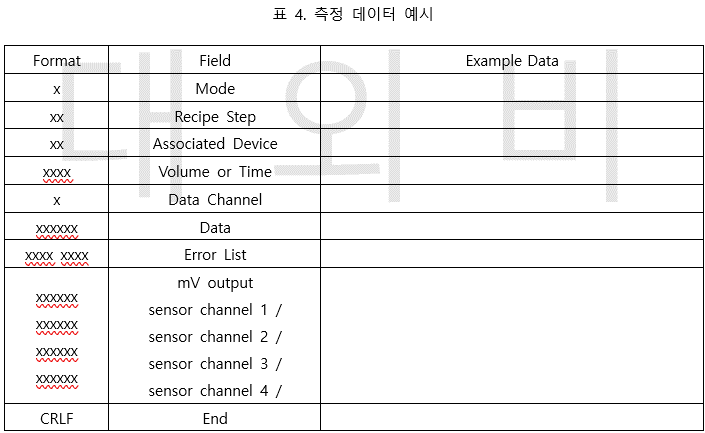 표 4. 측정 데이터 예시
대외비
Format Field Example Data
x Mode
xx Recipe Step
xx Associated Device
xxxx Volume or Time
x Data Channel
xxxxxx Data
xxxx xxxx Error List
mV output
xxxxxx sensor channel 1 /
xxxxxx sensor channel 2 /
xxxxxx sensor channel 3 /
xxxxxx sensor channel 4 /
CRLF End